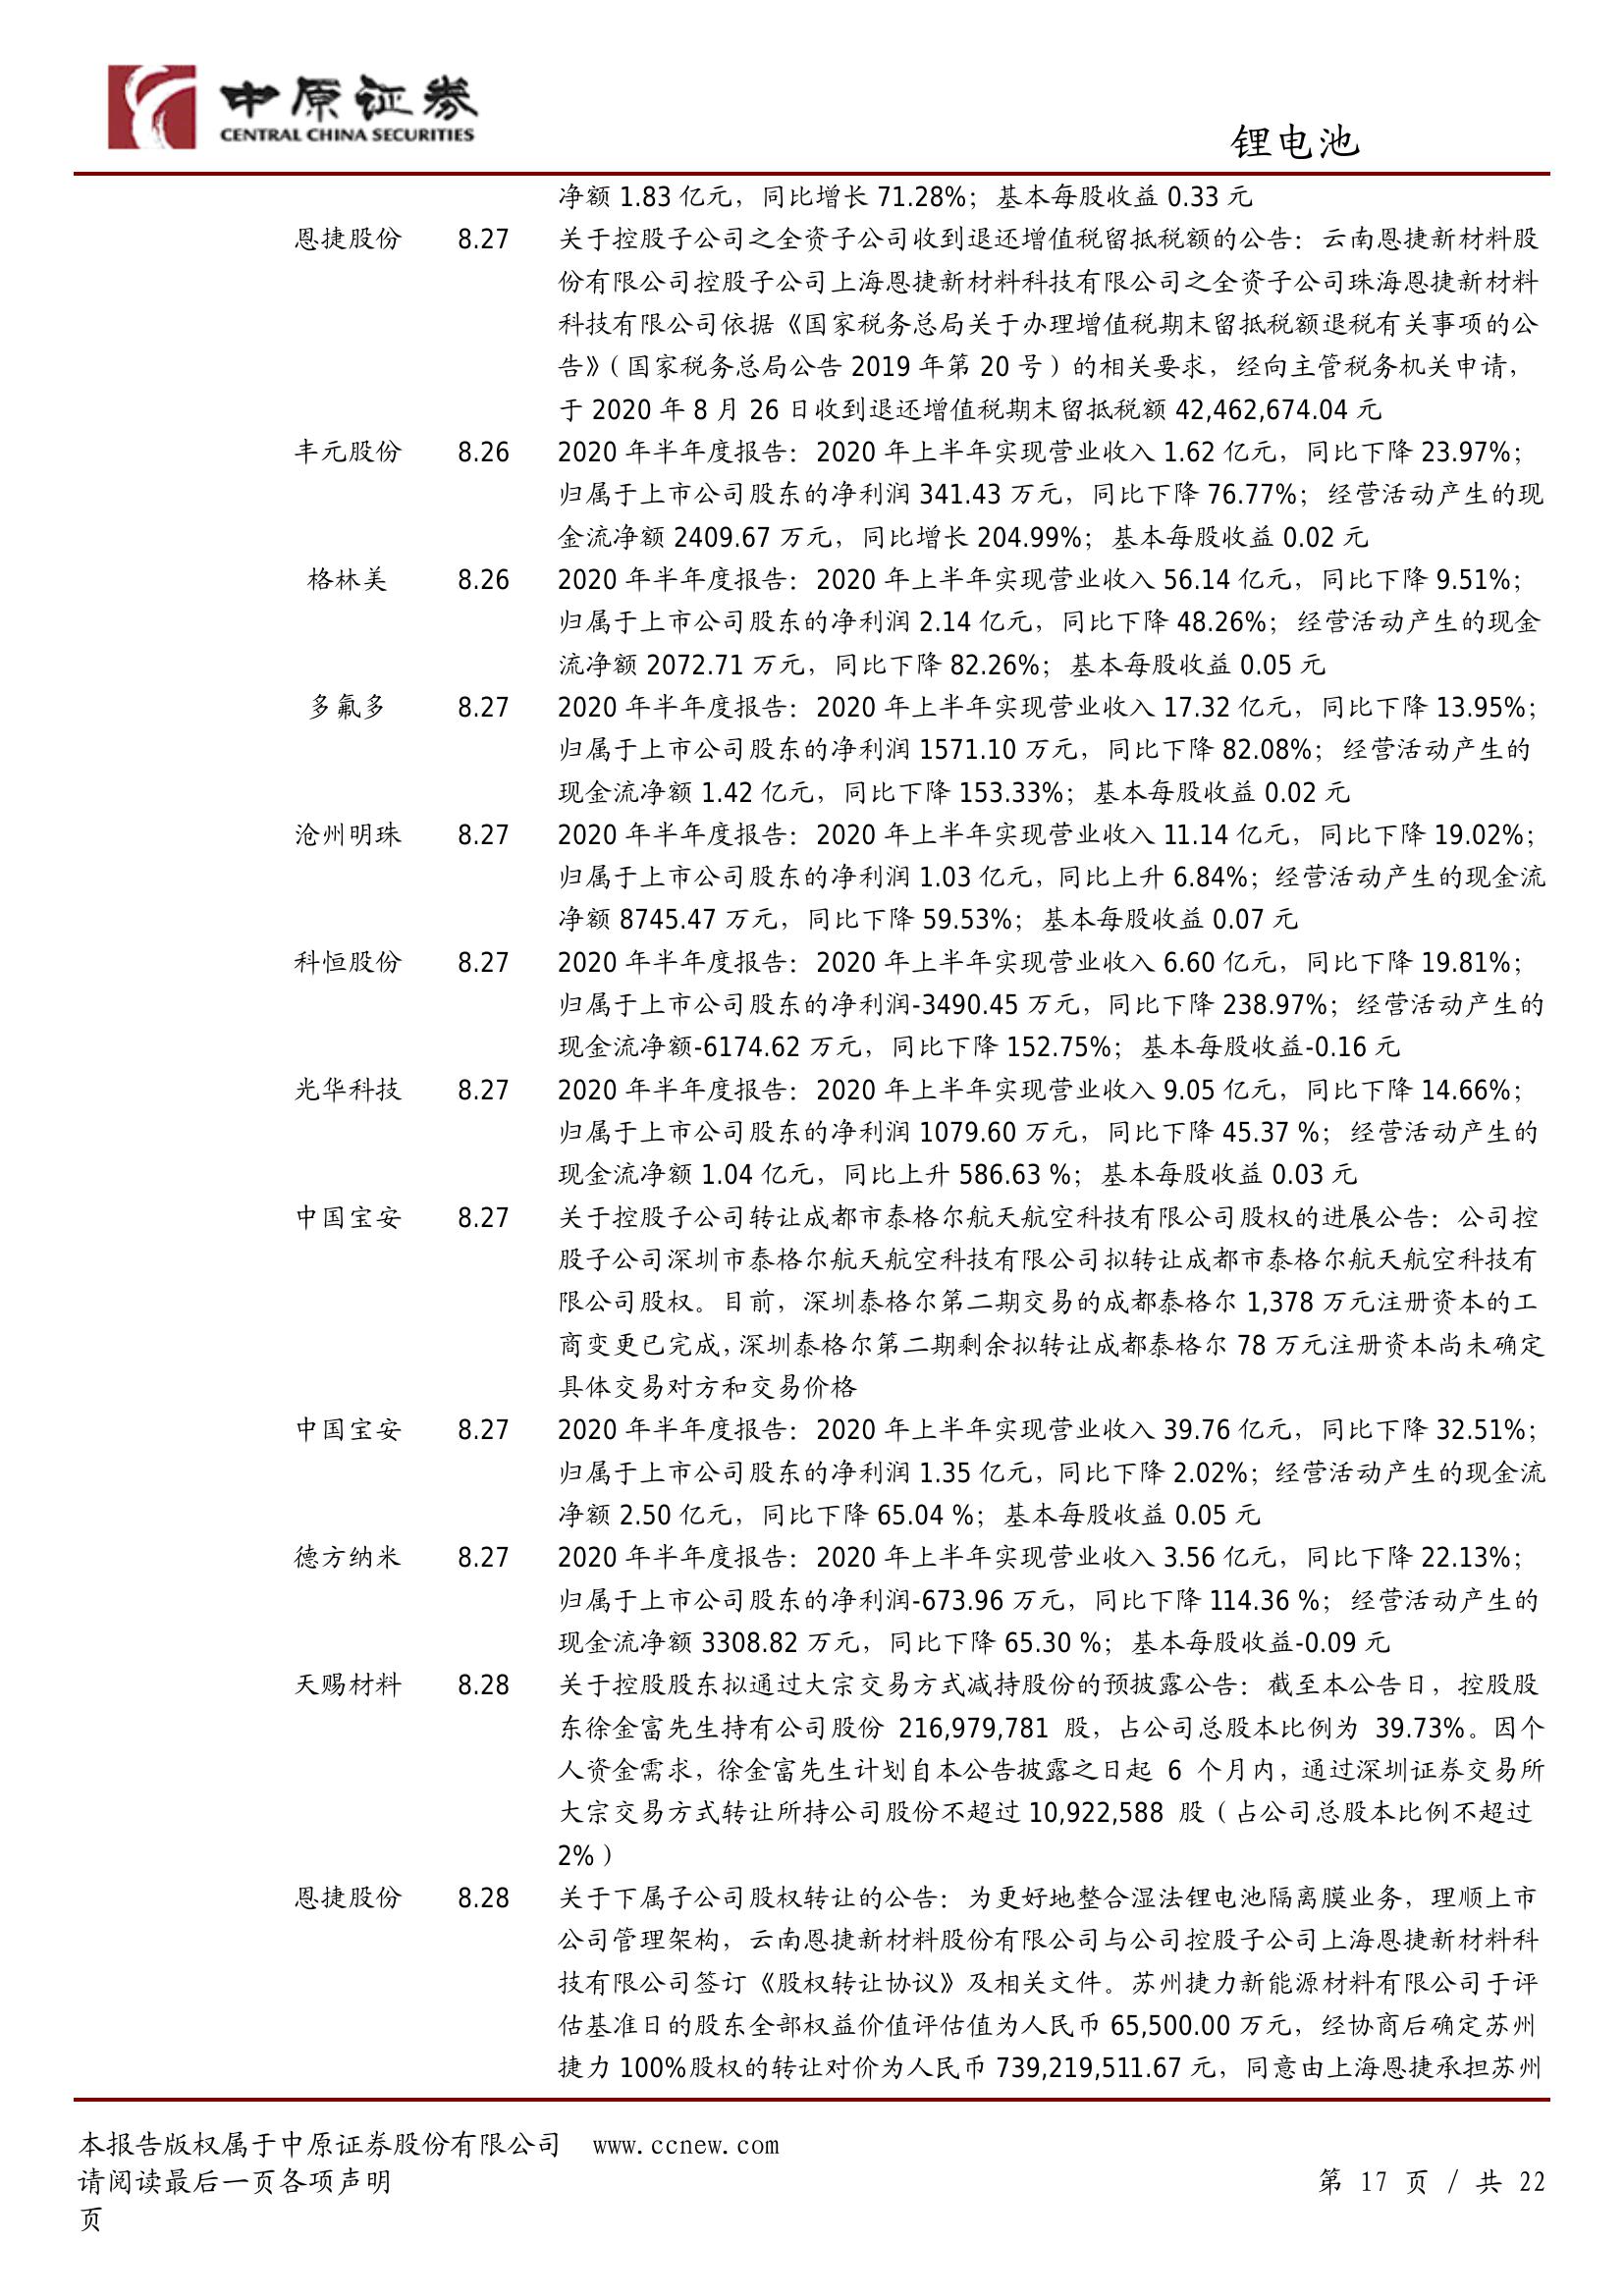 中原证券
CENTRAL CHINA SECURITIES
锂电池
净额 1.83 亿元，同比增长 71.28%；基本每股收益 0.33 元
恩捷股份 8.27 关于控股子公司之全资子公司收到退还增值税留抵税额的公告：云南恩捷新材料股
份有限公司控股子公司上海恩捷新材料科技有限公司之全资子公司珠海恩捷新材料
科技有限公司依据《国家税务总局关于办理增值税期末留抵税额退税有关事项的公
告》（国家税务总局公告 2019 年第 20 号）的相关要求，经向主管税务机关申请，
于 2020 年 8 月 26 日收到退还增值税期末留抵税额 42,462,674.04 元
丰元股份 8.26 2020 年半年度报告：2020 年上半年实现营业收入 1.62 亿元，同比下降 23.97%；
归属于上市公司股东的净利润 341.43 万元，同比下降 76.77%；经营活动产生的现
金流净额 2409.67 万元，同比增长 204.99%；基本每股收益 0.02 元
格林美 8.26 2020 年半年度报告：2020 年上半年实现营业收入 56.14 亿元，同比下降 9.51%；
归属于上市公司股东的净利润 2.14 亿元，同比下降 48.26%；经营活动产生的现金
流净额 2072.71 万元，同比下降 82.26%；基本每股收益 0.05 元
多氟多 8.27 2020 年半年度报告：2020 年上半年实现营业收入 17.32 亿元，同比下降 13.95%；
归属于上市公司股东的净利润 1571.10 万元，同比下降 82.08%；经营活动产生的
现金流净额 1.42 亿元，同比下降 153.33%；基本每股收益 0.02 元
沧州明珠 8.27 2020 年半年度报告：2020 年上半年实现营业收入 11.14 亿元，同比下降 19.02%；
归属于上市公司股东的净利润 1.03 亿元，同比上升 6.84%；经营活动产生的现金流
净额 8745.47 万元，同比下降 59.53%；基本每股收益 0.07 元
科恒股份 8.27 2020 年半年度报告：2020 年上半年实现营业收入 6.60 亿元，同比下降 19.81%；
归属于上市公司股东的净利润-3490.45 万元，同比下降 238.97%；经营活动产生的
现金流净额-6174.62 万元，同比下降 152.75%；基本每股收益-0.16 元
光华科技 8.27 2020 年半年度报告：2020 年上半年实现营业收入 9.05 亿元，同比下降 14.66%；
归属于上市公司股东的净利润 1079.60 万元，同比下降 45.37 %；经营活动产生的
现金流净额 1.04 亿元，同比上升 586.63 %；基本每股收益 0.03 元
中国宝安 8.27 关于控股子公司转让成都市泰格尔航天航空科技有限公司股权的进展公告：公司控
股子公司深圳市泰格尔航天航空科技有限公司拟转让成都市泰格尔航天航空科技有
限公司股权。目前，深圳泰格尔第二期交易的成都泰格尔 1,378 万元注册资本的工
商变更已完成，深圳泰格尔第二期剩余拟转让成都泰格尔 78 万元注册资本尚未确定
具体交易对方和交易价格
中国宝安 8.27 2020 年半年度报告：2020 年上半年实现营业收入 39.76 亿元，同比下降 32.51%；
归属于上市公司股东的净利润 1.35 亿元，同比下降 2.02%；经营活动产生的现金流
净额 2.50 亿元，同比下降 65.04 %；基本每股收益 0.05 元
德方纳米 8.27 2020 年半年度报告：2020 年上半年实现营业收入 3.56 亿元，同比下降 22.13%；
归属于上市公司股东的净利润-673.96 万元，同比下降 114.36 %；经营活动产生的
现金流净额 3308.82 万元，同比下降 65.30 %；基本每股收益-0.09 元
天赐材料 8.28 关于控股股东拟通过大宗交易方式减持股份的预披露公告：截至本公告日，控股股
东徐金富先生持有公司股份 216,979,781 股，占公司总股本比例为 39.73%。因个
人资金需求，徐金富先生计划自本公告披露之日起 6 个月内，通过深圳证券交易所
大宗交易方式转让所持公司股份不超过 10,922,588 股（占公司总股本比例不超过
2%）
恩捷股份 8.28 关于下属子公司股权转让的公告：为更好地整合湿法锂电池隔离膜业务，理顺上市
公司管理架构，云南恩捷新材料股份有限公司与公司控股子公司上海恩捷新材料科
技有限公司签订《股权转让协议》及相关文件。苏州捷力新能源材料有限公司于评
估基准日的股东全部权益价值评估值为人民币 65,500.00 万元，经协商后确定苏州
捷力 100%股权的转让对价为人民币 739,219,511.67 元，同意由上海恩捷承担苏州
本报告版权属于中原证券股份有限公司 www.ccnew.com
请阅读最后一页各项声明 第 17 页 / 共 22
页